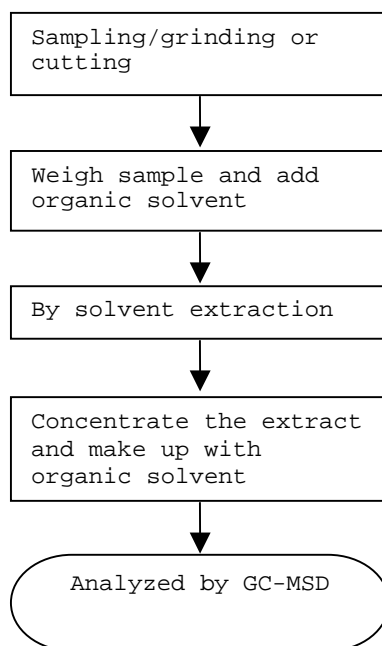 Sampling/grinding or
cutting
Weigh sample and add
organic solvent
By solvent extraction
Concentrate the extract
and make up with
organic solvent
Analyzed by GC-MSD